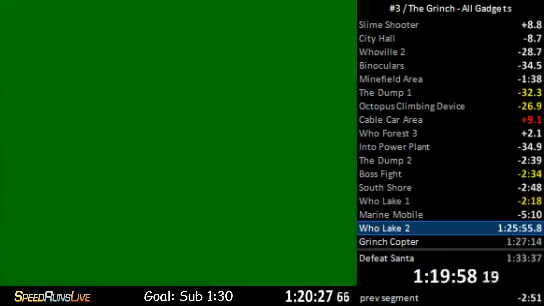 #3 / The Grinch - All Gadgets
Slime Shooter +8.8
City Hall -8.7
Whoville 2 -28.7
Binoculars -34.5
Minefield Area -1:38
The Dump 1 -32.3
Octopus Climbing Device -26.9
Cable Car Area +9.1
Who Forest 3 +2.1
Into Power Plant -34.9
The Dump 2 -2:39
Boss Fight -2:34
South Shore -2:48
Who Lake 1 -2:18
Marine Mobile -5:10
Who Lake 2 1:25:55.8
Grinch Copter 1:27:14
Defeat Santa 1:33:37
1:19:58 19
prev segment -2:51
SPEEDRUNSLIVE Goal: Sub 1:30 1:20:27 66